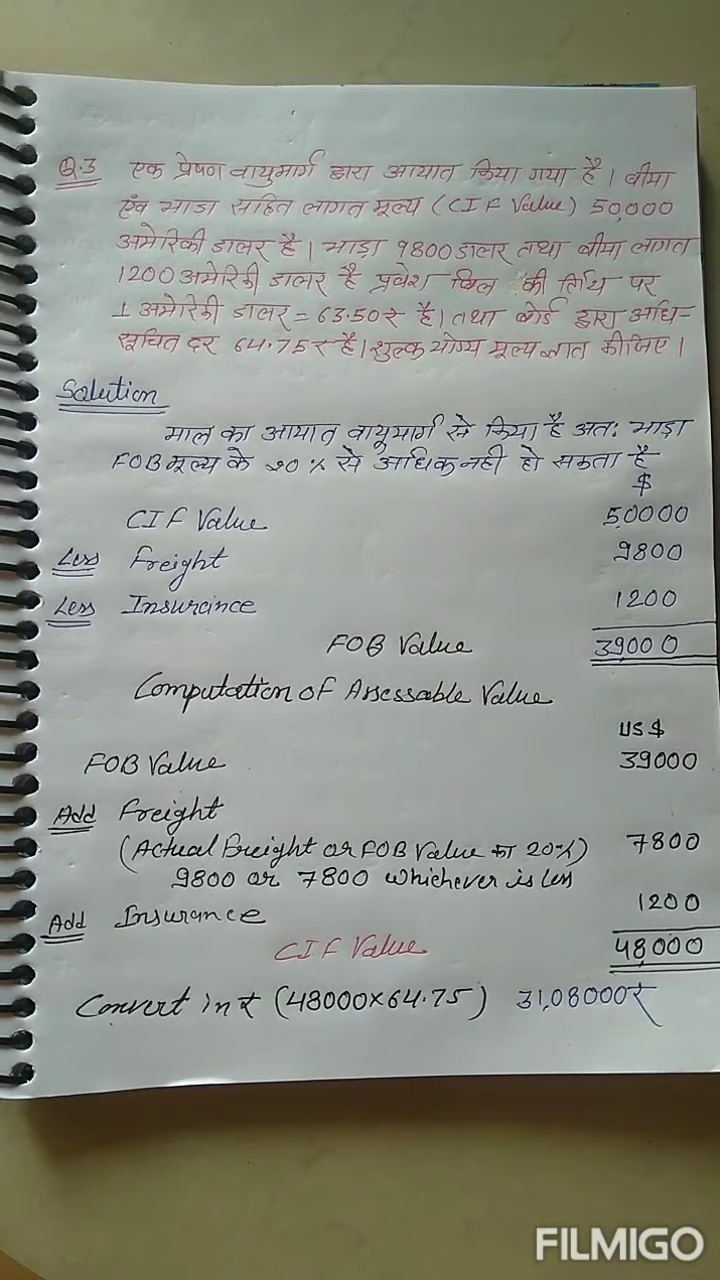 Q.3 एक प्रेषण वायुमार्ग द्वारा आयात किया गया है। बीमा
एंव भाडा सहित लागत मूल्य (CIF Value) 50,000
अमेरिकी डालर है। भाड़ा 9800 डालर तथा बीमा लागत
1200 अमेरिकी डालर है प्रवेश बिल की तिथि पर
1 अमेरिकी डालर = 63.50₹ है। तथा बोर्ड द्वारा अधि-
सूचित दर 64.75₹ है। शुल्क योग्य मूल्य ज्ञात कीजिए।
Solution
माल का आयात वायुमार्ग से किया है अत: भाड़ा
FOB मूल्य के 20% से अधिक नही हो सकता है
$
CIF Value 50000
Less Freight 9800
Less Insurance 1200
FOB Value 39000
Computation of Assessable Value
US $
FOB Value 39000
Add Freight
(Actual Freight or FOB Value का 20%) 7800
9800 or 7800 whichever is less
Add Insurance 1200
CIF Value 48,000
Convert in ₹ (48000×64.75) 31,08000₹
FILMIGO